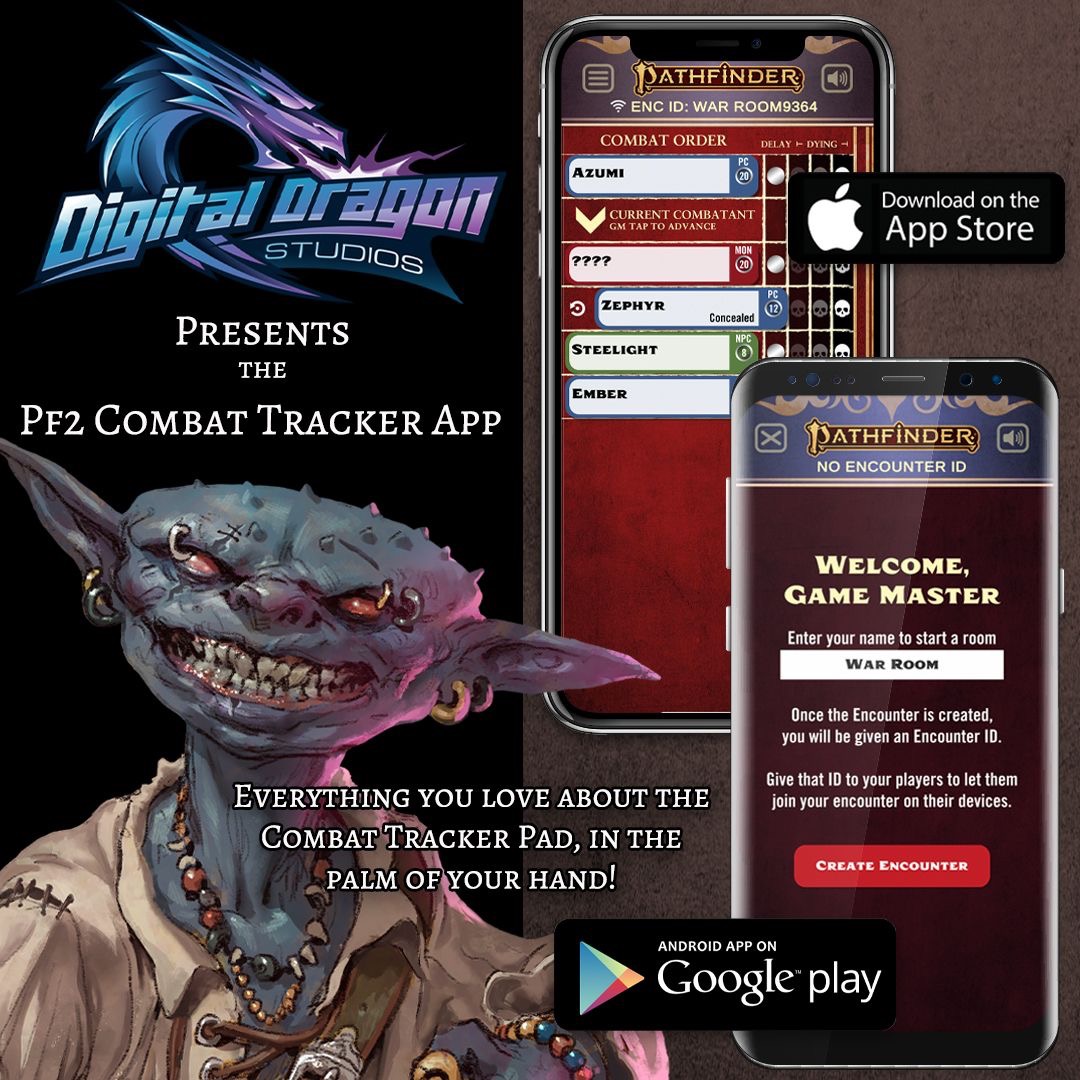 Digital Dragon
STUDIOS
PRESENTS
THE
PF2 COMBAT TRACKER APP
EVERYTHING YOU LOVE ABOUT THE
COMBAT TRACKER PAD, IN THE
PALM OF YOUR HAND!
PATHFINDER
ENC ID: WAR ROOM9364
COMBAT ORDER DELAY DYING
AZUMI PC 20
CURRENT COMBATANT
GM TAP TO ADVANCE
???? MON 20
ZEPHYR Concealed PC 12
STEELIGHT NPC 8
EMBER
Download on the
App Store
PATHFINDER
NO ENCOUNTER ID
WELCOME,
GAME MASTER
Enter your name to start a room
WAR ROOM
Once the Encounter is created,
you will be given an Encounter ID.
Give that ID to your players to let them
join your encounter on their devices.
CREATE ENCOUNTER
ANDROID APP ON
Google play